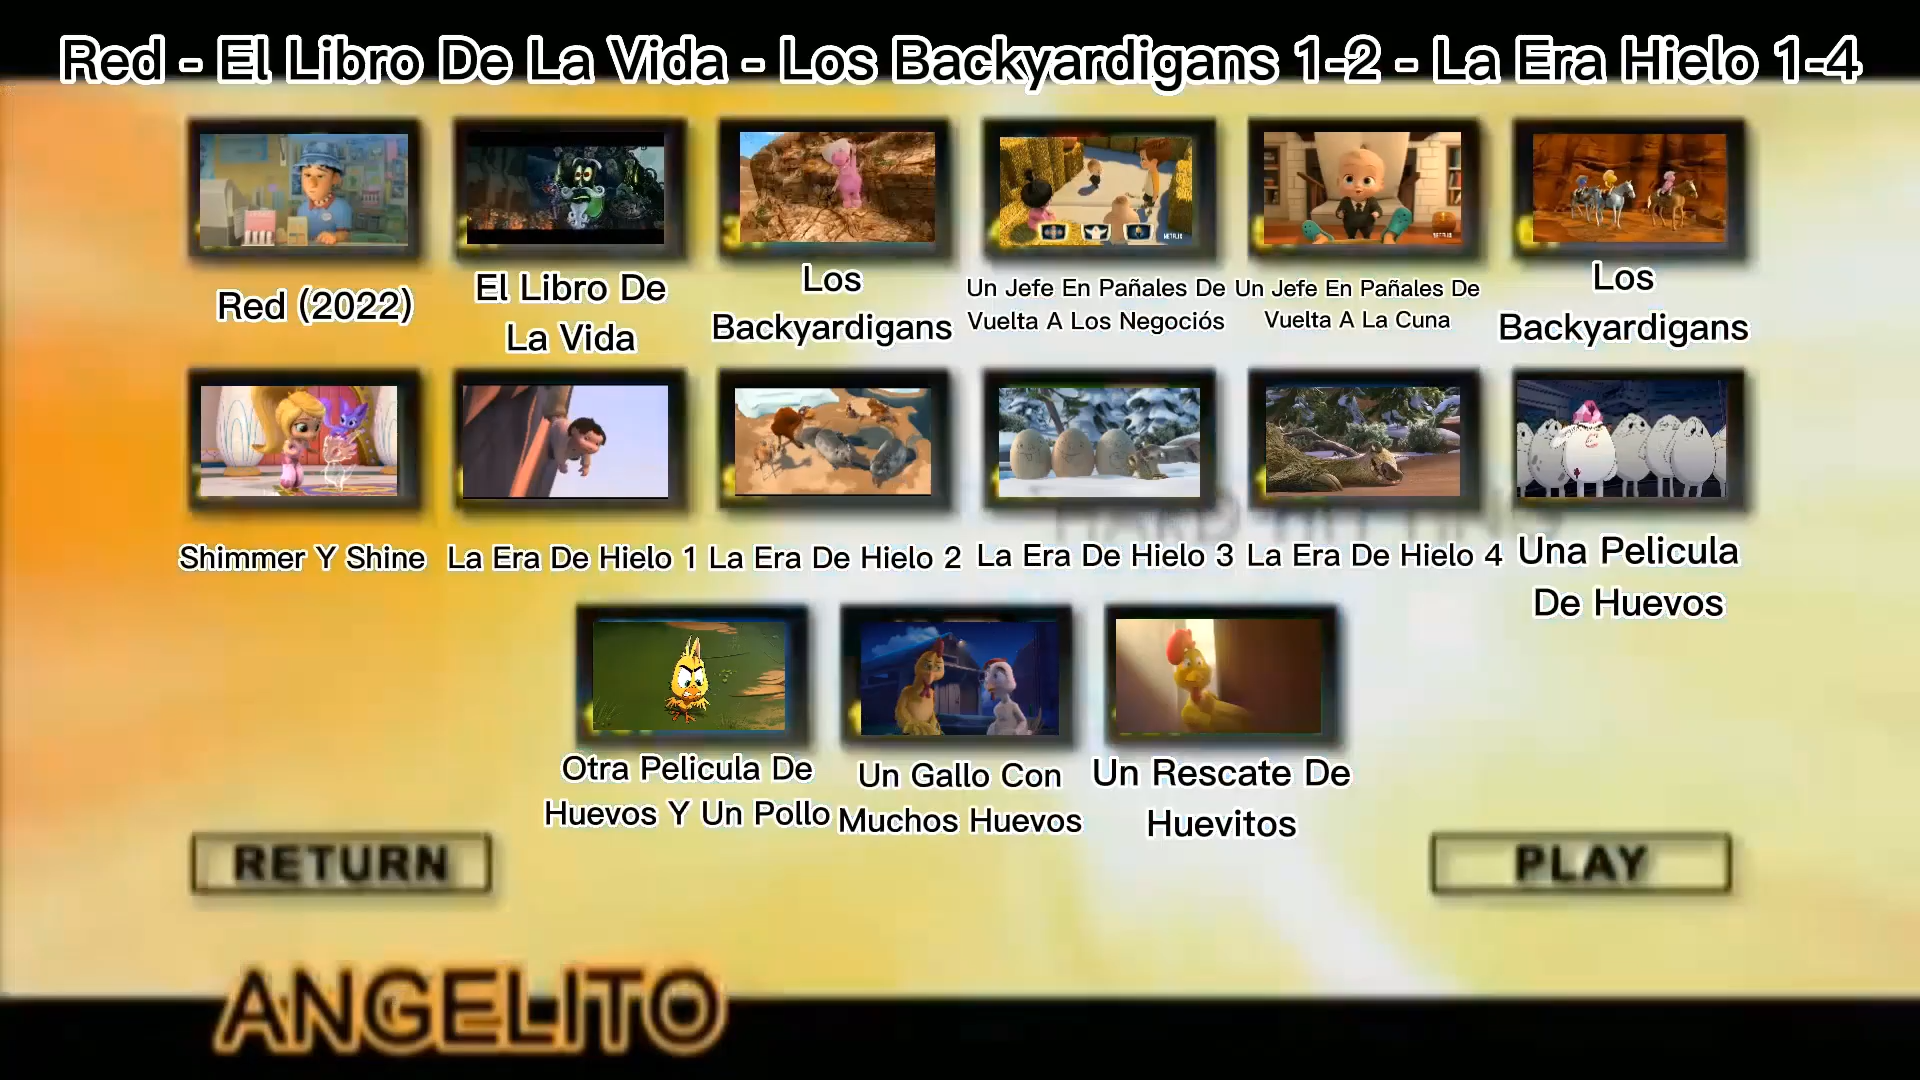 Red - El Libro De La Vida - Los Backyardigans 1-2 - La Era Hielo 1-4
Red (2022)
El Libro De
La Vida
Los
Backyardigans
Un Jefe En Pañales De
Vuelta A Los Negociós
Un Jefe En Pañales De
Vuelta A La Cuna
Los
Backyardigans
NETFLIX
NETFLIX
Shimmer Y Shine
La Era De Hielo 1
La Era De Hielo 2
La Era De Hielo 3
La Era De Hielo 4
Una Pelicula
De Huevos
Otra Pelicula De
Huevos Y Un Pollo
Un Gallo Con
Muchos Huevos
Un Rescate De
Huevitos
RETURN
PLAY
ANGELITO